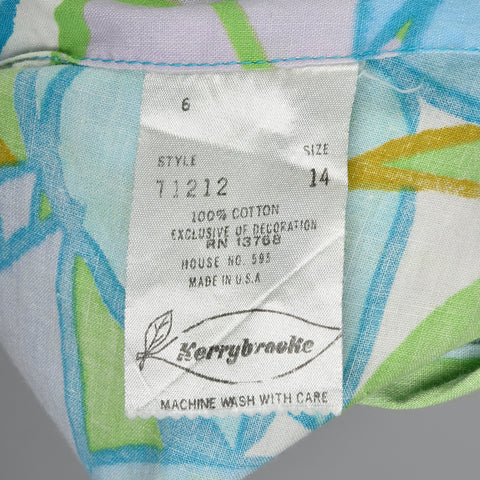 6
STYLE SIZE
71212 14
100% COTTON
EXCLUSIVE OF DECORATION
RN 13768
HOUSE NO. 595
MADE IN U.S.A
Kerrybrooke
MACHINE WASH WITH CARE